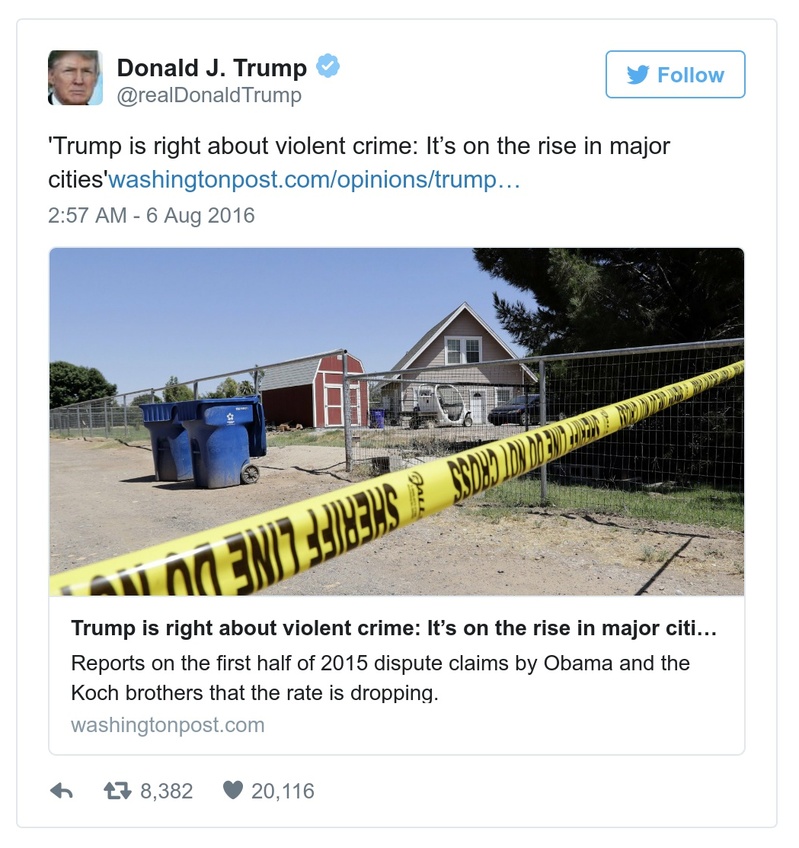 Donald J. Trump
@realDonaldTrump
Follow
'Trump is right about violent crime: It’s on the rise in major
cities'washingtonpost.com/opinions/trump…
2:57 AM - 6 Aug 2016
SHERIFF LINE DO NOT CROSS
SHERIFF LINE DO NOT
Trump is right about violent crime: It’s on the rise in major citi…
Reports on the first half of 2015 dispute claims by Obama and the
Koch brothers that the rate is dropping.
washingtonpost.com
8,382
20,116